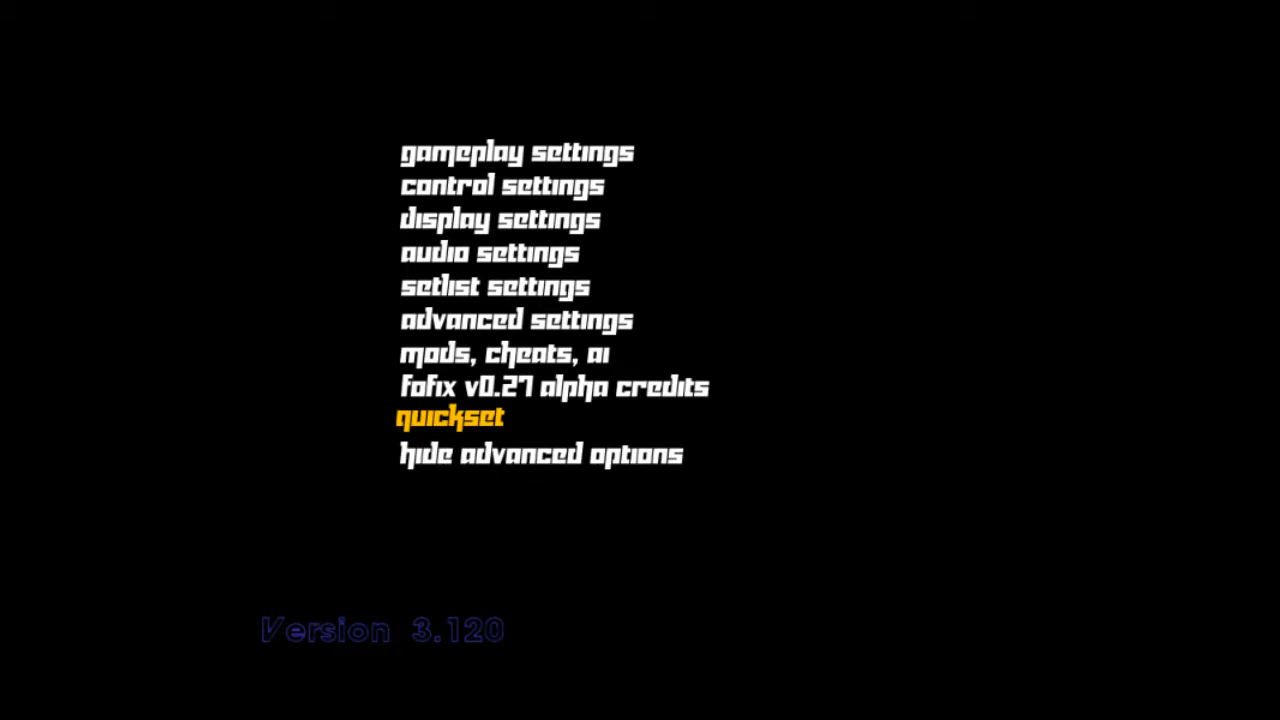 gameplay settings
control settings
display settings
audio settings
setlist settings
advanced settings
mods, cheats, ai
fofix v0.27 alpha credits
quickset
hide advanced options
Version 3.120